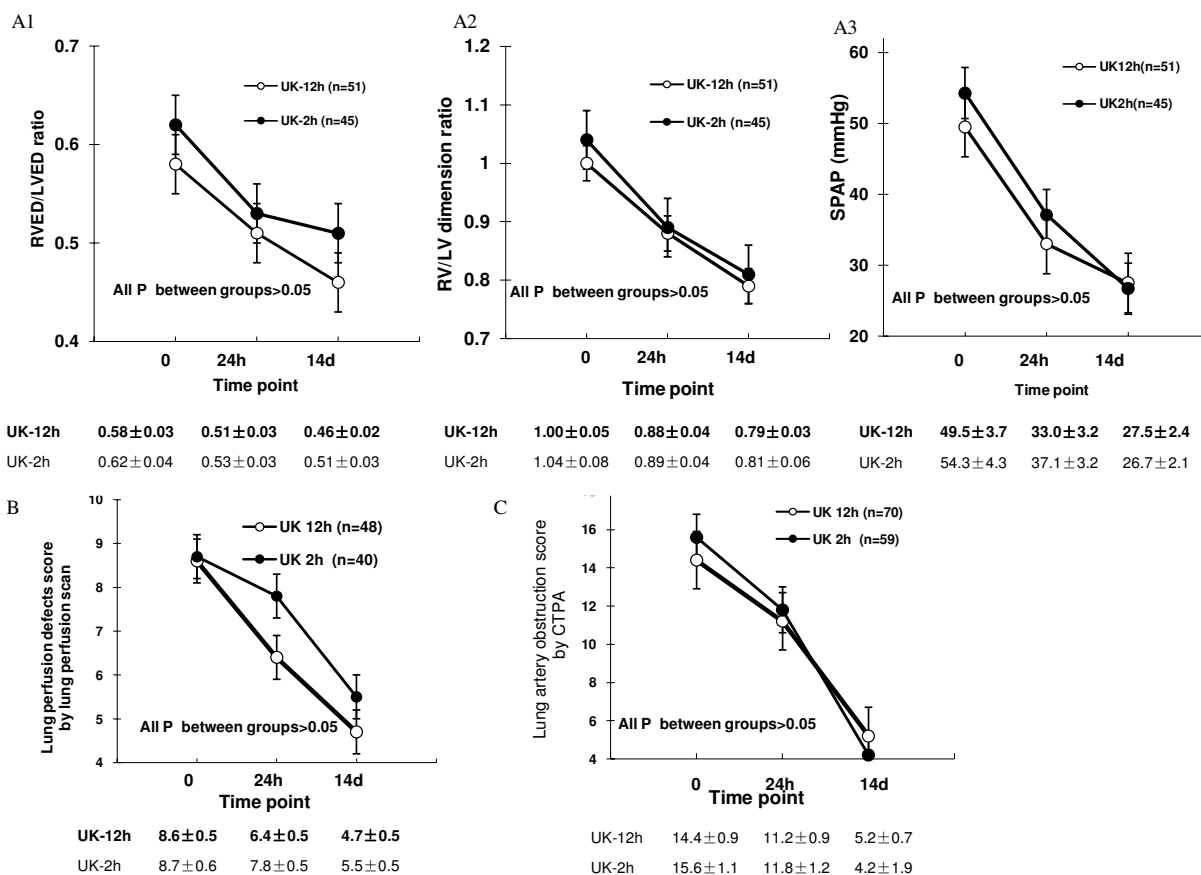 A1
0.7
0.6
0.5
0.4
RVED/LVED ratio
UK-12h (n=51)
UK-2h (n=45)
All P between groups>0.05
0 24h 14d
Time point
UK-12h 0.58±0.03 0.51±0.03 0.46±0.02
UK-2h 0.62±0.04 0.53±0.03 0.51±0.03
A2
1.2
1.1
1
0.9
0.8
0.7
RV/LV dimension ratio
UK-12h (n=51)
UK-2h (n=45)
All P between groups>0.05
0 24h 14d
Time point
UK-12h 1.00±0.05 0.88±0.04 0.79±0.03
UK-2h 1.04±0.08 0.89±0.04 0.81±0.06
A3
60
50
40
30
20
SPAP (mmHg)
UK12h(n=51)
UK2h(n=45)
All P between groups>0.05
0 24h 14d
Time point
UK-12h 49.5±3.7 33.0±3.2 27.5±2.4
UK-2h 54.3±4.3 37.1±3.2 26.7±2.1
B
10
9
8
7
6
5
4
Lung perfusion defects score
by lung perfusion scan
UK 12h (n=48)
UK 2h (n=40)
All P between groups>0.05
0 24h 14d
Time point
UK-12h 8.6±0.5 6.4±0.5 4.7±0.5
UK-2h 8.7±0.6 7.8±0.5 5.5±0.5
C
16
14
12
10
8
6
4
Lung artery obstruction score
by CTPA
UK 12h (n=70)
UK 2h (n=59)
All P between groups>0.05
0 24h 14d
Time point
UK-12h 14.4±0.9 11.2±0.9 5.2±0.7
UK-2h 15.6±1.1 11.8±1.2 4.2±1.9